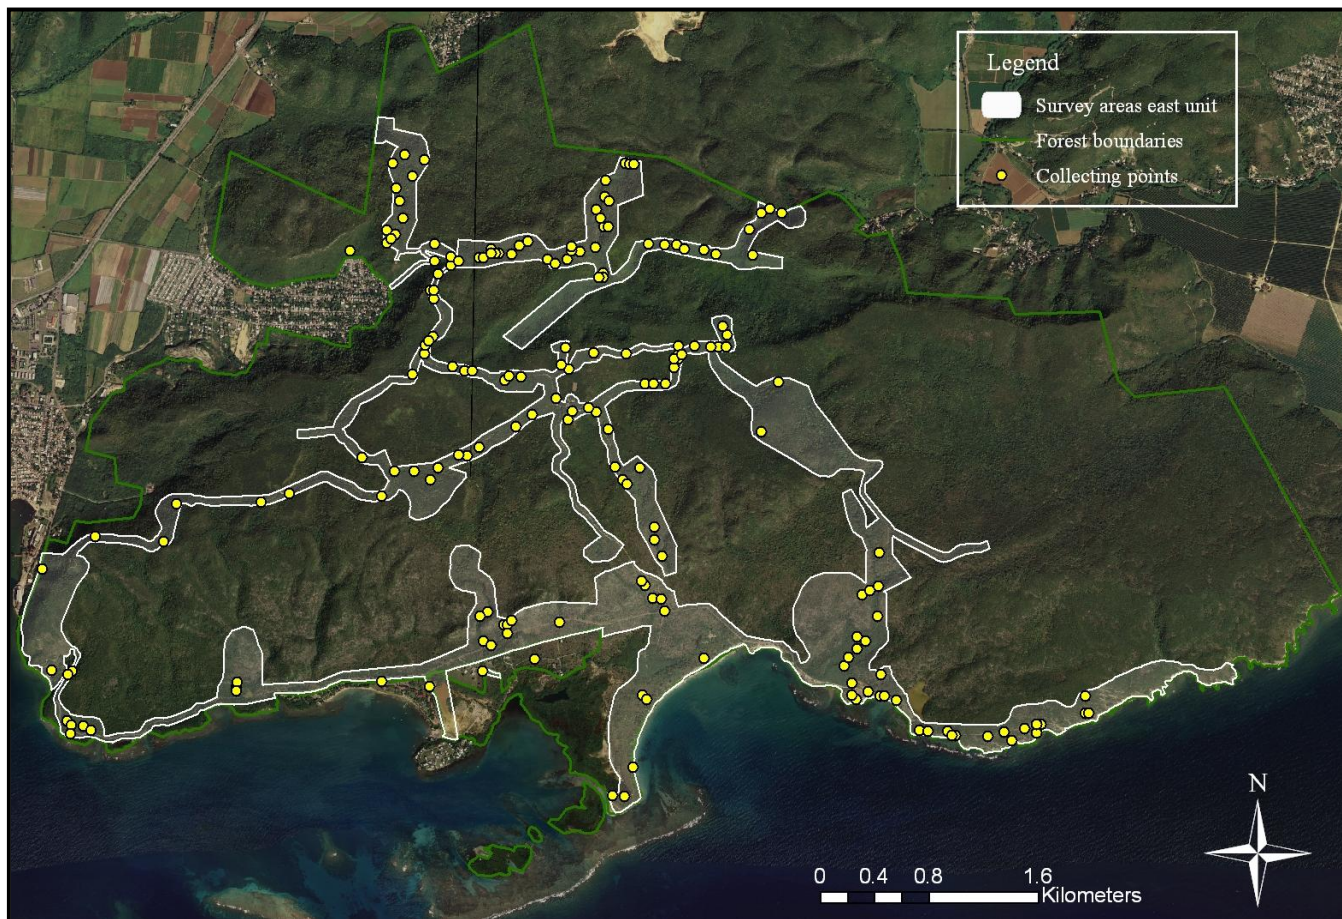 Legend
Survey areas east unit
Forest boundaries
Collecting points
N
0 0.4 0.8 1.6
Kilometers